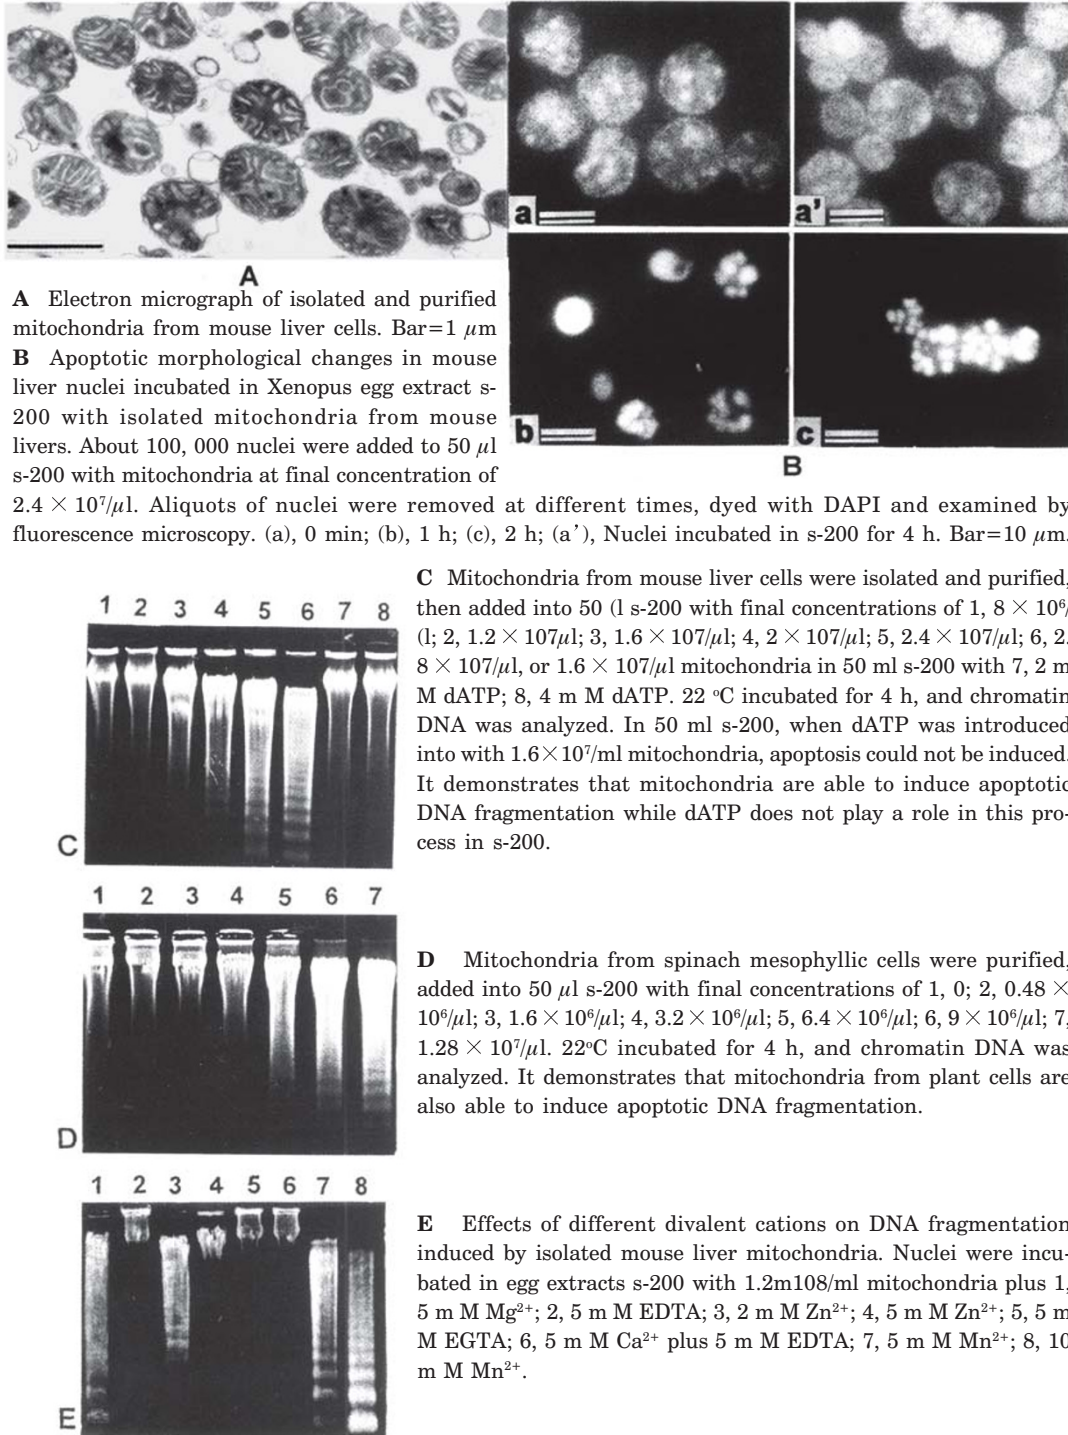 a
a'
A
b
c
B
A Electron micrograph of isolated and purified
mitochondria from mouse liver cells. Bar=1 μm
B Apoptotic morphological changes in mouse
liver nuclei incubated in Xenopus egg extract s-
200 with isolated mitochondria from mouse
livers. About 100, 000 nuclei were added to 50 μl
s-200 with mitochondria at final concentration of
2.4 × 10⁷/μl. Aliquots of nuclei were removed at different times, dyed with DAPI and examined by
fluorescence microscopy. (a), 0 min; (b), 1 h; (c), 2 h; (a'), Nuclei incubated in s-200 for 4 h. Bar=10 μm.
1 2 3 4 5 6 7 8
C
C Mitochondria from mouse liver cells were isolated and purified,
then added into 50 (l s-200 with final concentrations of 1, 8 × 10⁶/
(l; 2, 1.2 × 107μl; 3, 1.6 × 107/μl; 4, 2 × 107/μl; 5, 2.4 × 107/μl; 6, 2.
8 × 107/μl, or 1.6 × 107/μl mitochondria in 50 ml s-200 with 7, 2 m
M dATP; 8, 4 m M dATP. 22 °C incubated for 4 h, and chromatin
DNA was analyzed. In 50 ml s-200, when dATP was introduced
into with 1.6×10⁷/ml mitochondria, apoptosis could not be induced.
It demonstrates that mitochondria are able to induce apoptotic
DNA fragmentation while dATP does not play a role in this pro-
cess in s-200.
1 2 3 4 5 6 7
D
D Mitochondria from spinach mesophyllic cells were purified,
added into 50 μl s-200 with final concentrations of 1, 0; 2, 0.48 ×
10⁶/μl; 3, 1.6 × 10⁶/μl; 4, 3.2 × 10⁶/μl; 5, 6.4 × 10⁶/μl; 6, 9 × 10⁶/μl; 7,
1.28 × 10⁷/μl. 22°C incubated for 4 h, and chromatin DNA was
analyzed. It demonstrates that mitochondria from plant cells are
also able to induce apoptotic DNA fragmentation.
1 2 3 4 5 6 7 8
E
E Effects of different divalent cations on DNA fragmentation
induced by isolated mouse liver mitochondria. Nuclei were incu-
bated in egg extracts s-200 with 1.2m108/ml mitochondria plus 1,
5 m M Mg²⁺; 2, 5 m M EDTA; 3, 2 m M Zn²⁺; 4, 5 m M Zn²⁺; 5, 5 m
M EGTA; 6, 5 m M Ca²⁺ plus 5 m M EDTA; 7, 5 m M Mn²⁺; 8, 10
m M Mn²⁺.